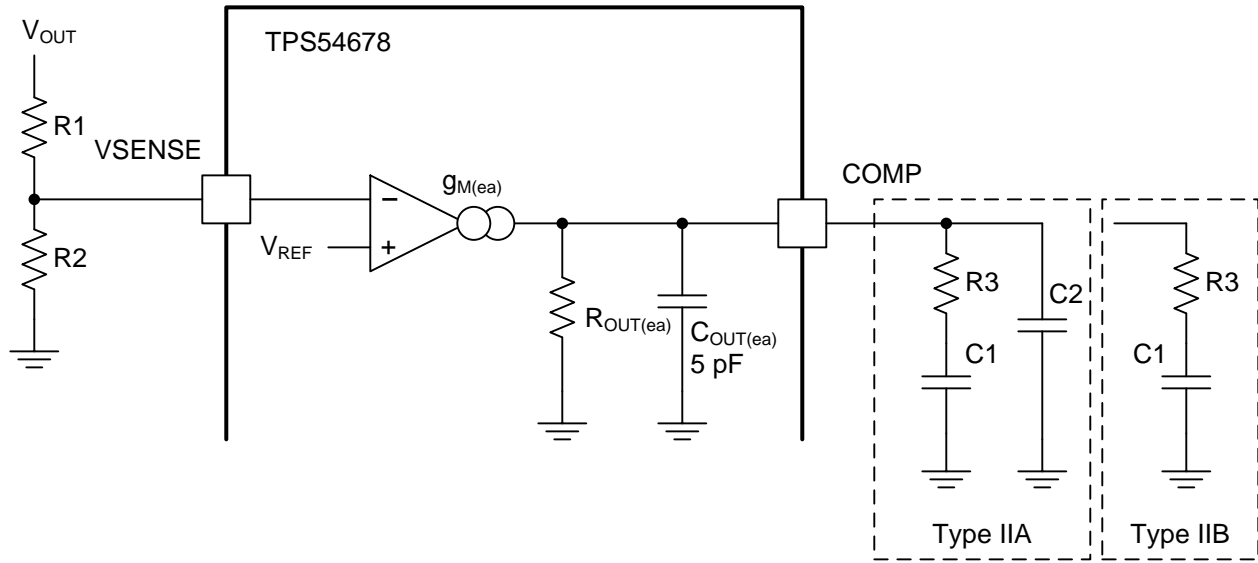 V_OUT
TPS54678
R1
VSENSE
COMP
g_M(ea)
−
R2
V_REF
+
R3
C2
R3
R_OUT(ea)
C_OUT(ea)
5 pF
C1
C1
Type IIA
Type IIB